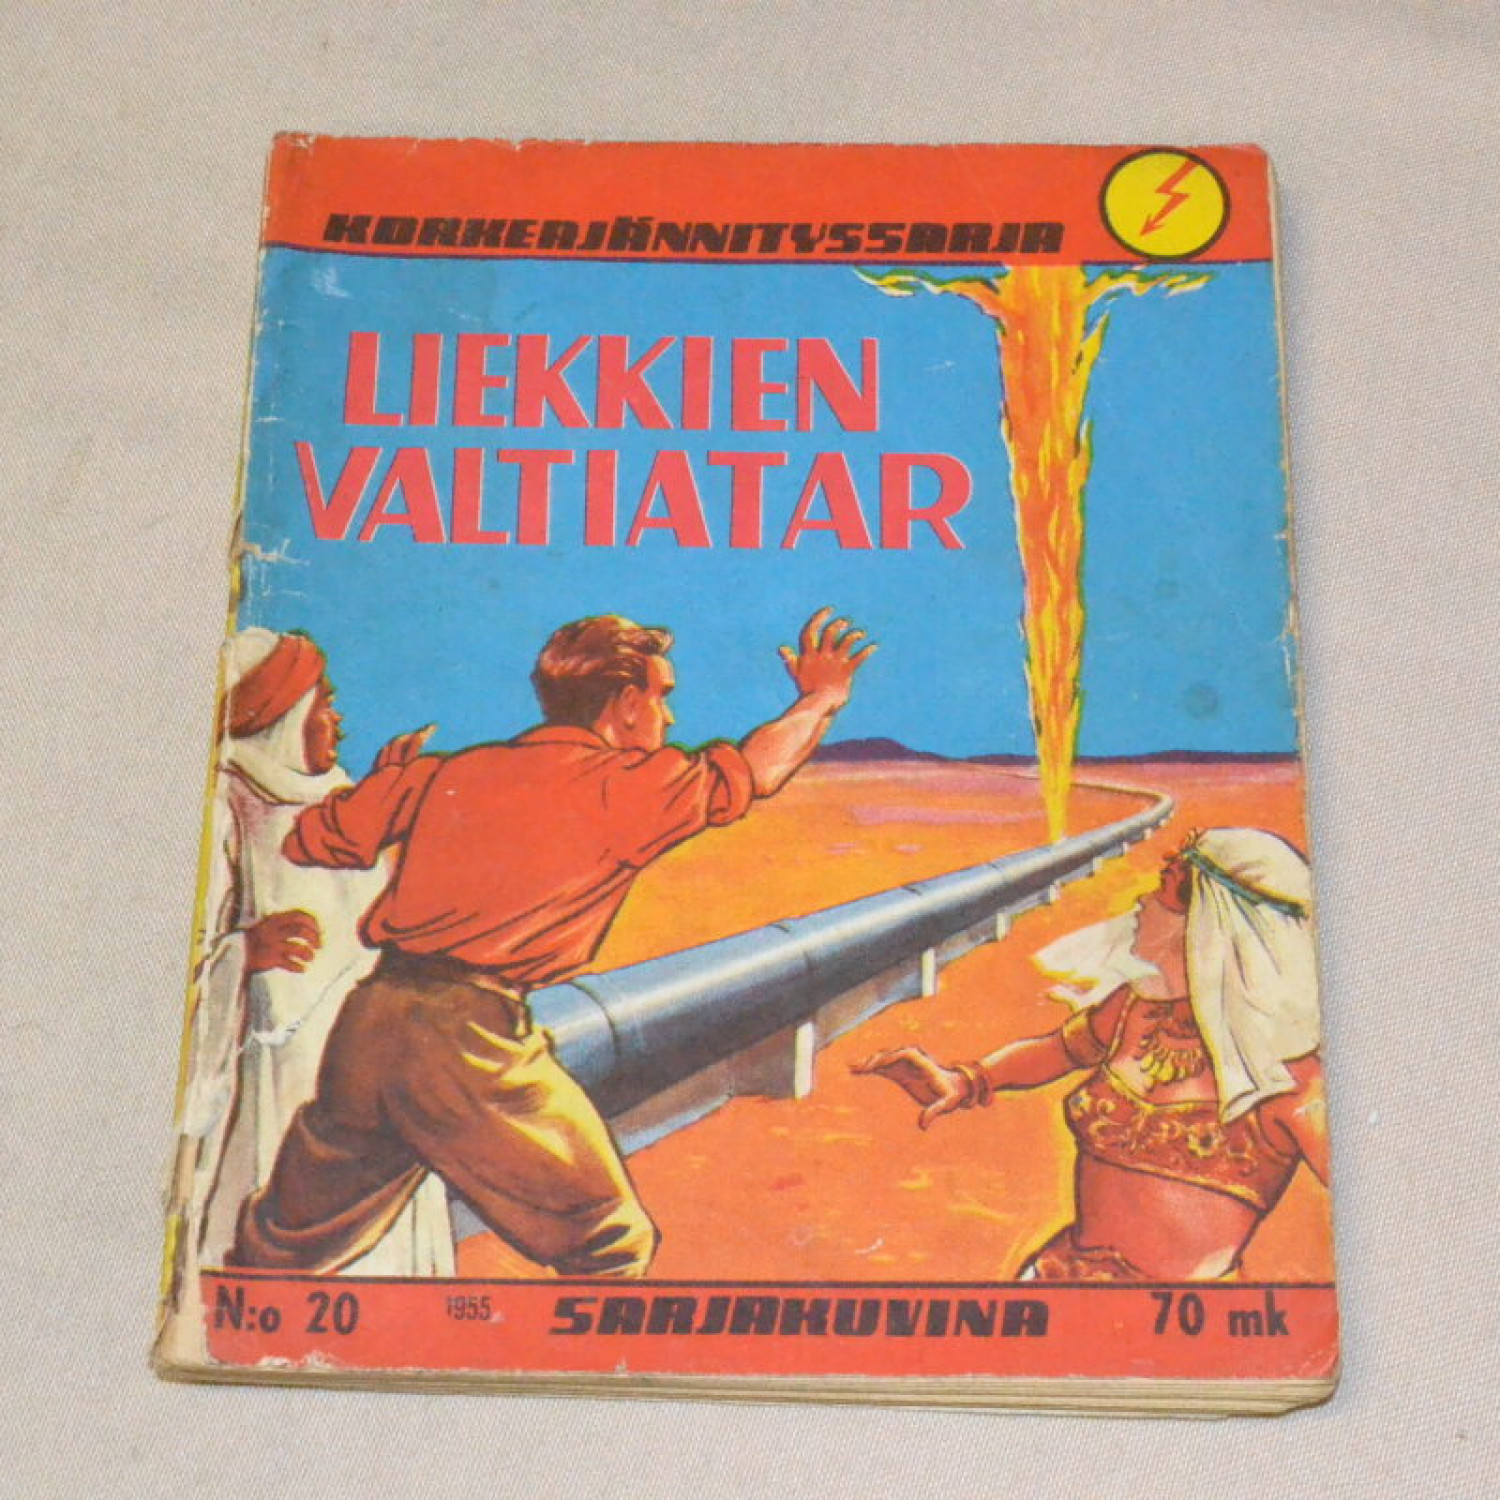 KORKEAJÄNNITYSSARJA
LIEKKIEN
VALTIATAR
N:o 20 1955 SARJAKUVINA 70 mk